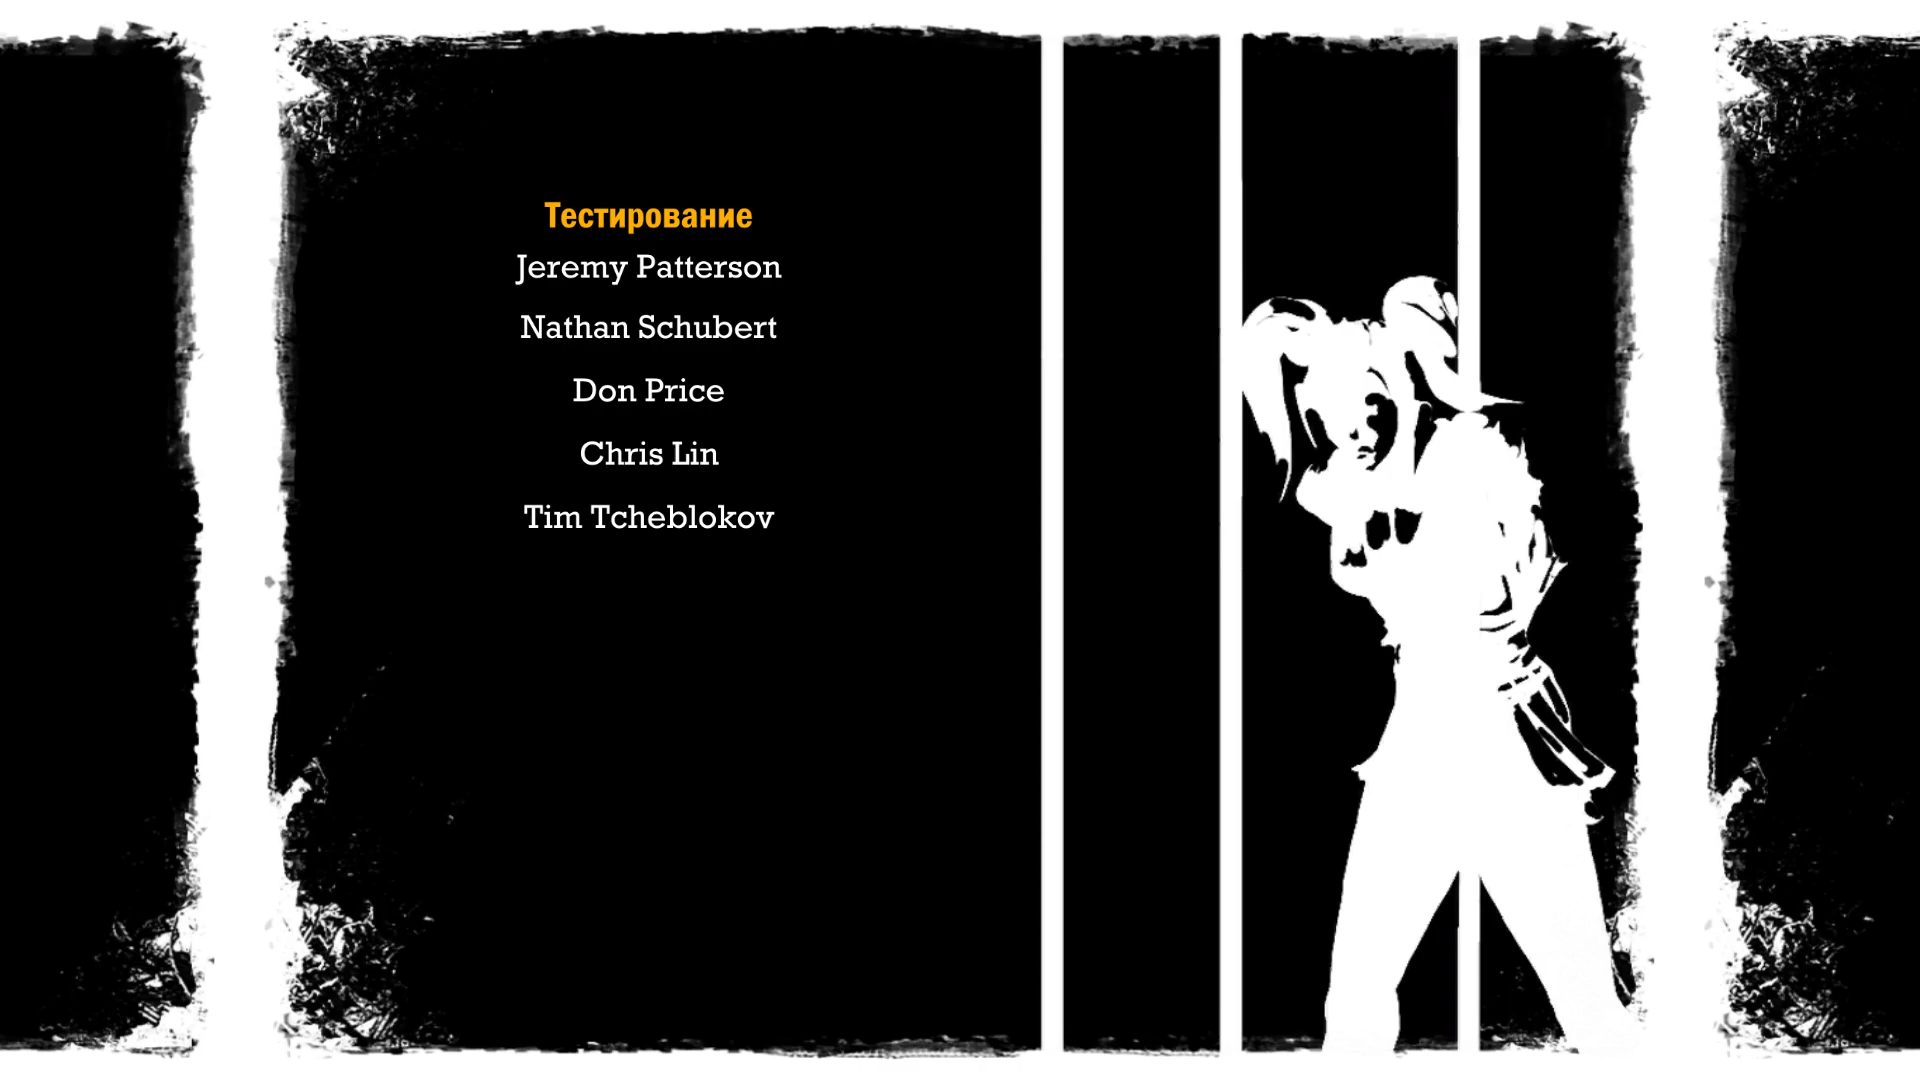 Тестирование
Jeremy Patterson
Nathan Schubert
Don Price
Chris Lin
Tim Tcheblokov